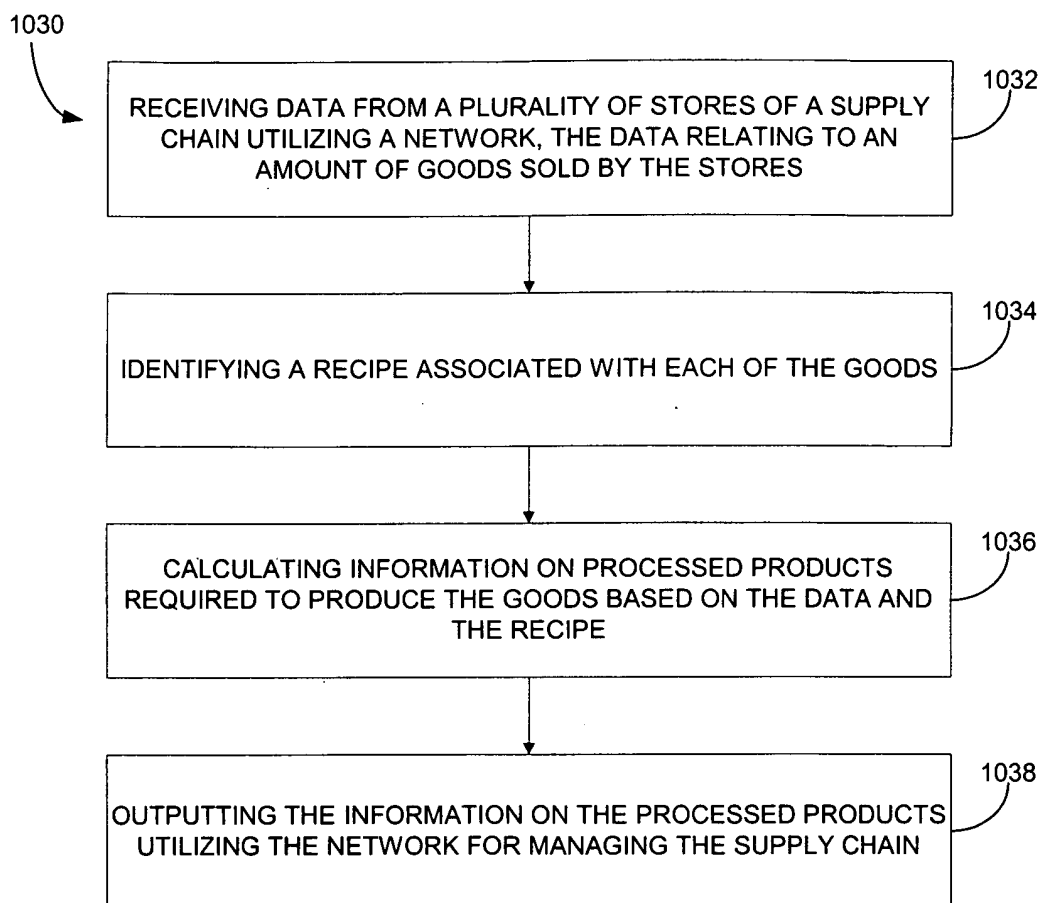 1030
RECEIVING DATA FROM A PLURALITY OF STORES OF A SUPPLY
CHAIN UTILIZING A NETWORK, THE DATA RELATING TO AN
AMOUNT OF GOODS SOLD BY THE STORES
1032
IDENTIFYING A RECIPE ASSOCIATED WITH EACH OF THE GOODS
1034
CALCULATING INFORMATION ON PROCESSED PRODUCTS
REQUIRED TO PRODUCE THE GOODS BASED ON THE DATA AND
THE RECIPE
1036
OUTPUTTING THE INFORMATION ON THE PROCESSED PRODUCTS
UTILIZING THE NETWORK FOR MANAGING THE SUPPLY CHAIN
1038